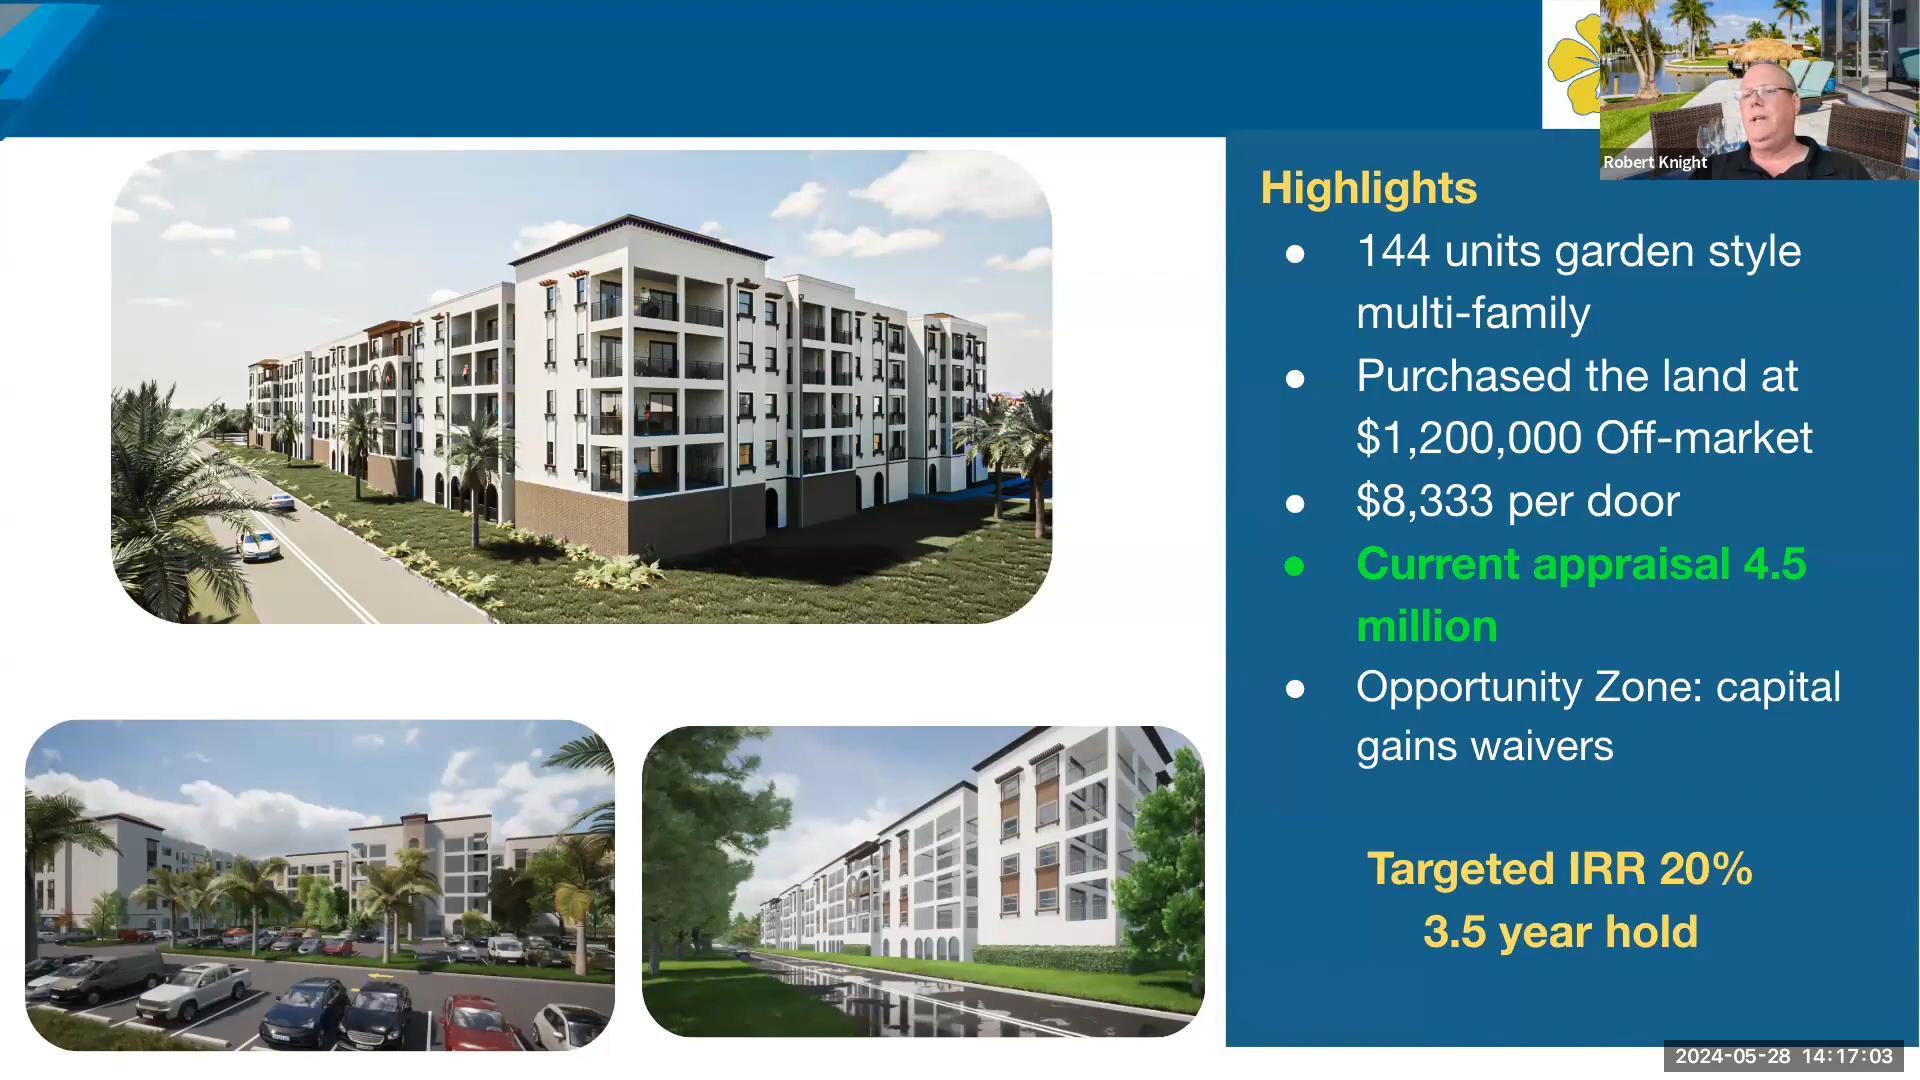 Robert Knight
Highlights
● 144 units garden style
multi-family
● Purchased the land at
$1,200,000 Off-market
● $8,333 per door
● Current appraisal 4.5
million
● Opportunity Zone: capital
gains waivers
Targeted IRR 20%
3.5 year hold
2024-05-28 14:17:03